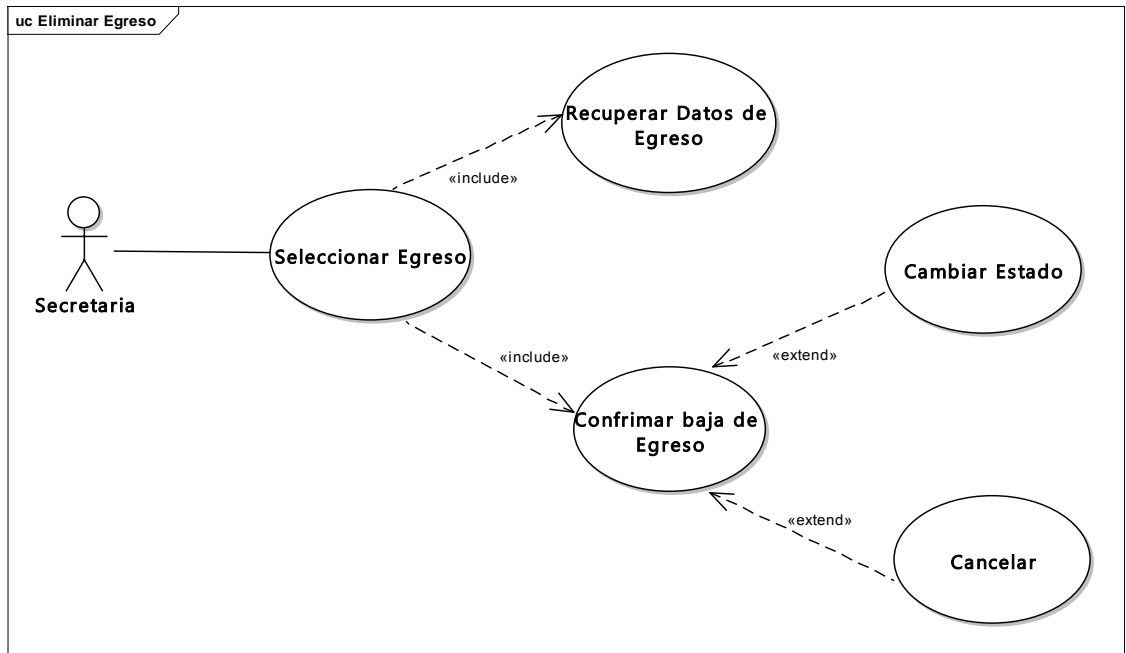 uc Eliminar Egreso
Recuperar Datos de
Egreso
«include»
Seleccionar Egreso
Secretaria
Cambiar Estado
«include»
«extend»
Confrimar baja de
Egreso
«extend»
Cancelar